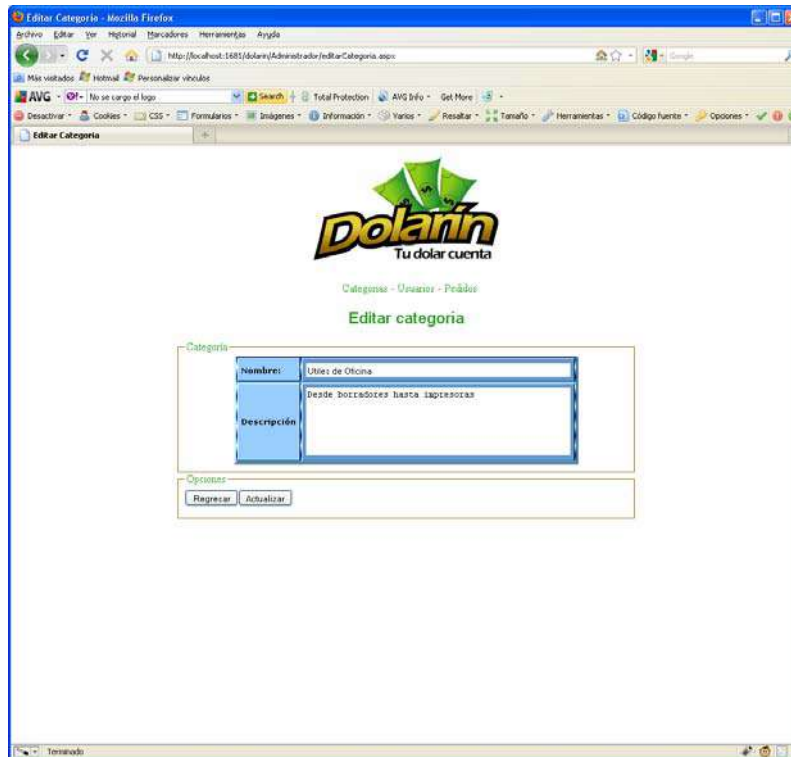 Editar Categoria - Mozilla Firefox
Archivo Editar Ver Historial Marcadores Herramientas Ayuda
http://localhost:1681/dolarin/Administrador/editarCategoria.aspx Google
Más visitados Hotmail Personalizar vínculos
AVG No se cargo el logo Search Total Protection AVG Info Get More
Desactivar Cookies CSS Formularios Imágenes Información Varios Resaltar Tamaño Herramientas Código fuente Opciones
Editar Categoria
Dolarín
Tu dolar cuenta
Categorias - Usuarios - Pedidos
Editar categoria
Categoria
Nombre: Utiles de Oficina
Descripción Desde borradores hasta impresoras
Opciones
Regresar Actualizar
Terminado